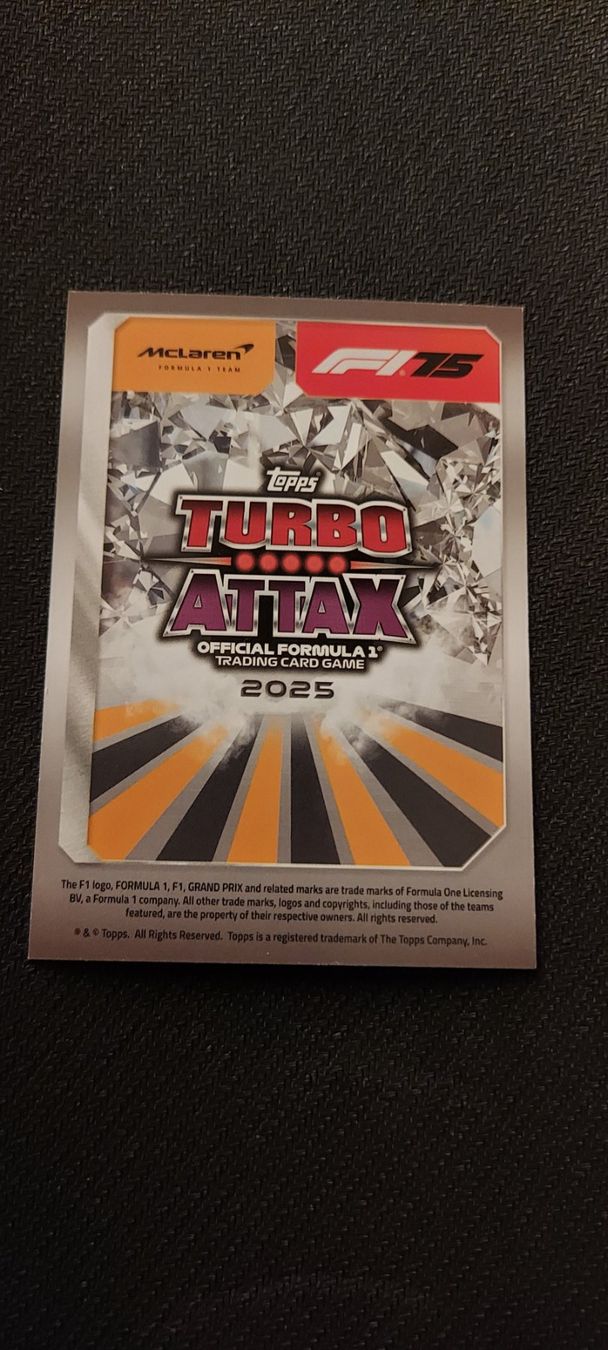 McLaren
FORMULA 1 TEAM
F1 75
topps
TURBO
ATTAX
OFFICIAL FORMULA 1®
TRADING CARD GAME
2025
The F1 logo, FORMULA 1, F1, GRAND PRIX and related marks are trade marks of Formula One Licensing
BV, a Formula 1 company. All other trade marks, logos and copyrights, including those of the teams
featured, are the property of their respective owners. All rights reserved.
® & © Topps. All Rights Reserved. Topps is a registered trademark of The Topps Company, Inc.